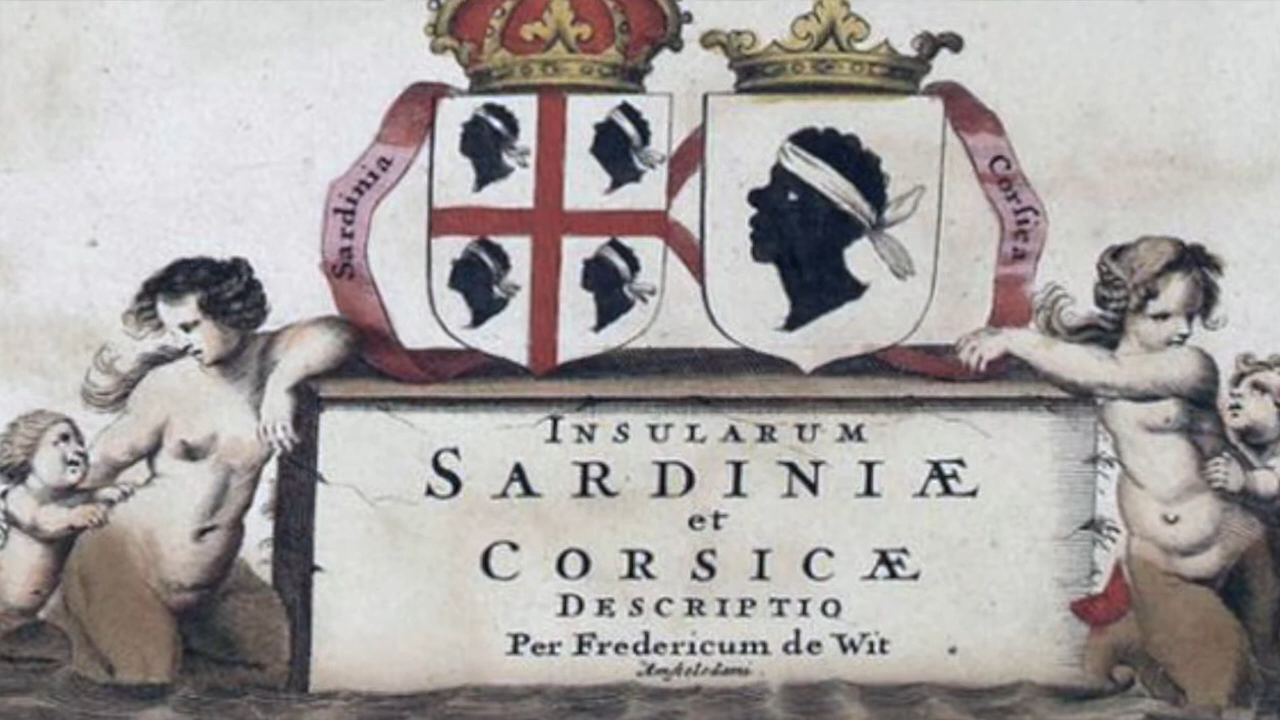 Sardinia
Corſica
INSULARUM
SARDINIÆ
et
CORSICÆ
DESCRIPTIO
Per Fredericum de Wit
Amstelodami